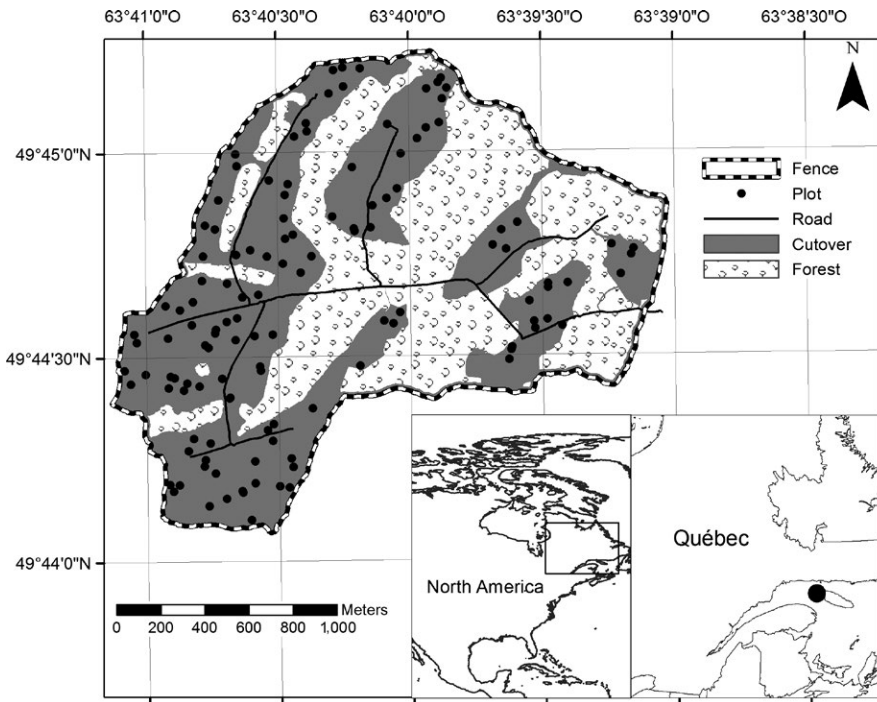 63°41'0"O 63°40'30"O 63°40'0"O 63°39'30"O 63°39'0"O 63°38'30"O
N
49°45'0"N
Fence
Plot
Road
Cutover
Forest
49°44'30"N
49°44'0"N
Québec
North America
Meters
0 200 400 600 800 1,000